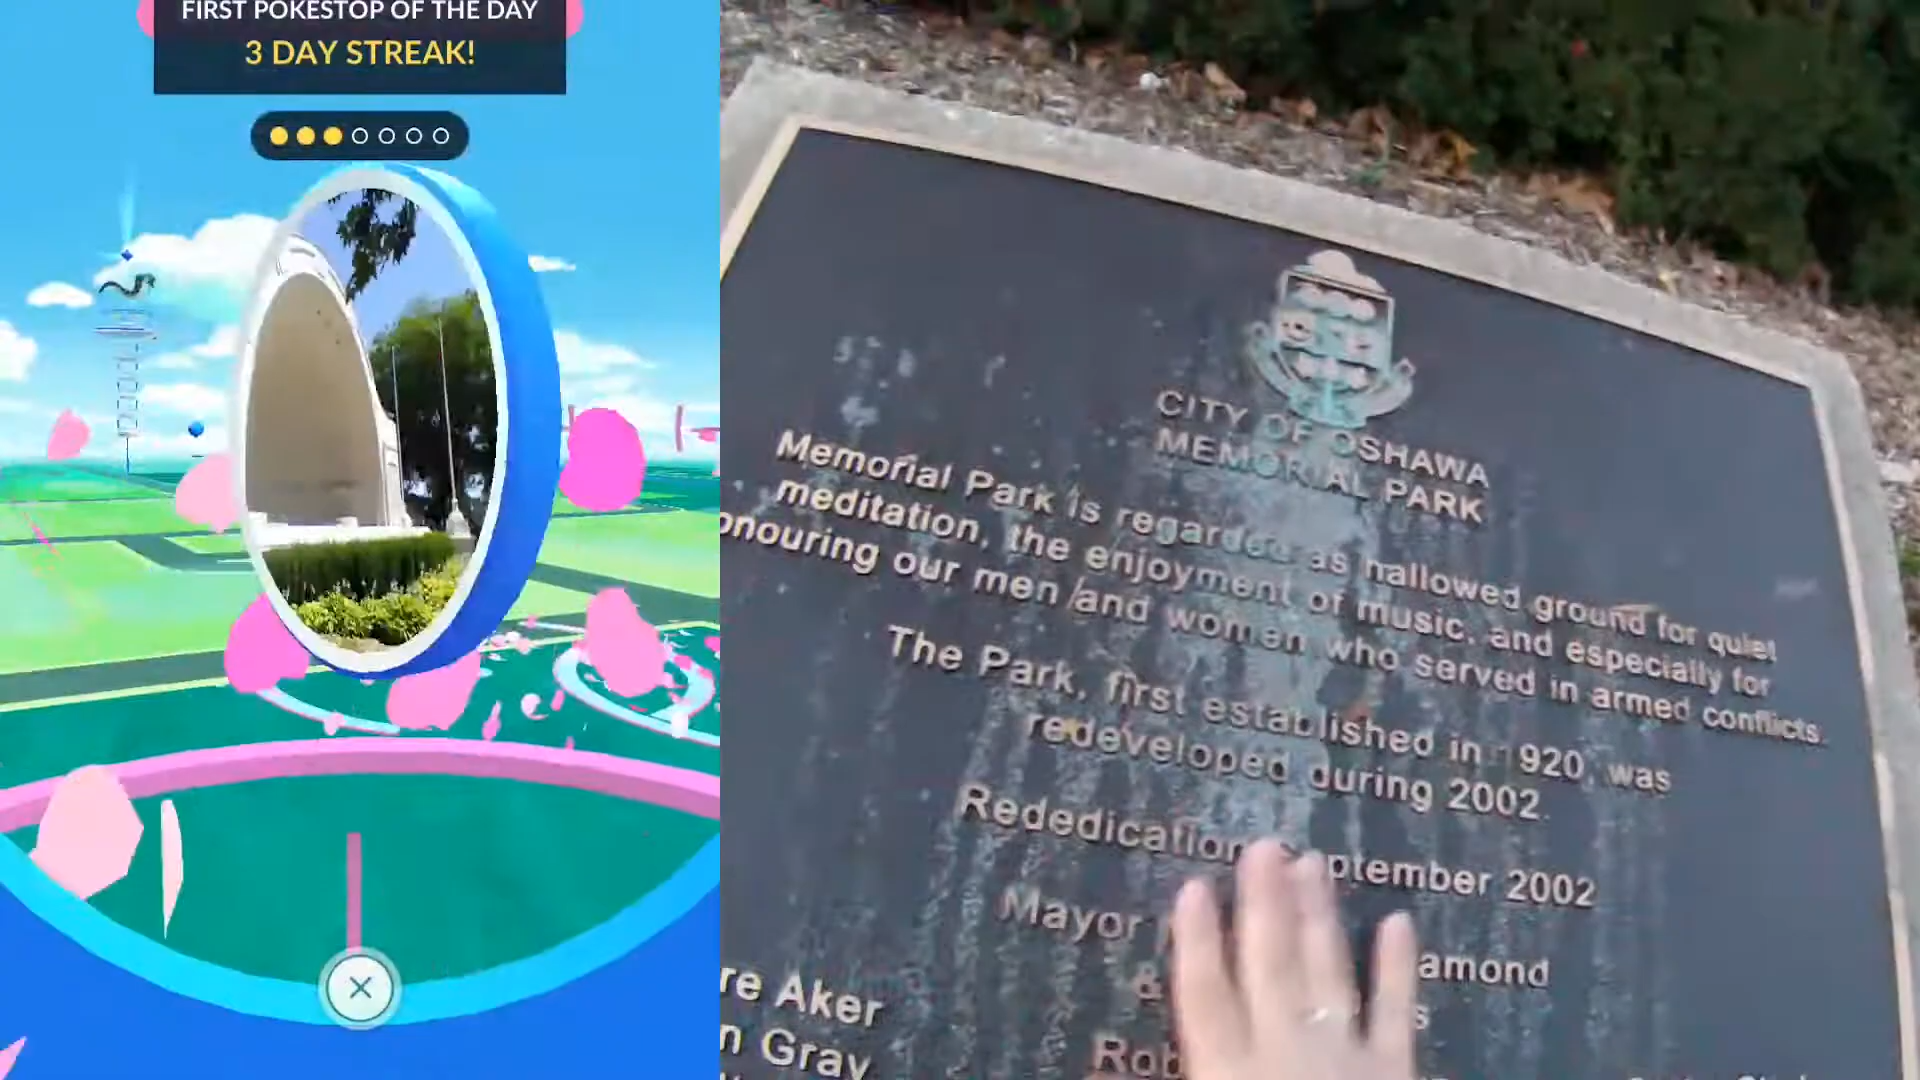 FIRST POKESTOP OF THE DAY
3 DAY STREAK!
CITY OF OSHAWA
MEMORIAL PARK
Memorial Park is regarded as hallowed ground for quiet
meditation, the enjoyment of music, and especially for
onouring our men and women who served in armed conflicts.
The Park, first established in 1920, was
redeveloped during 2002.
Rededication September 2002
Mayor amond
&
re Aker
n Gray
Rob